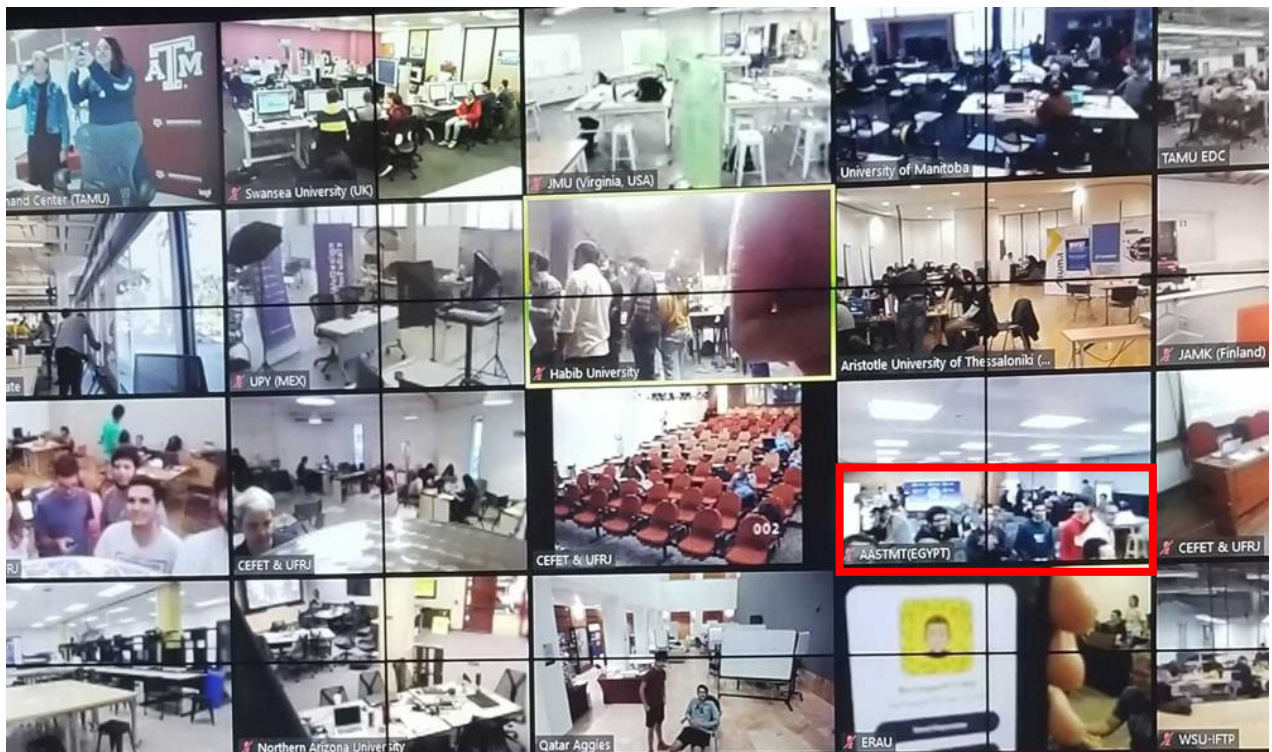 ATM
hand Center (TAMU)
Swansea University (UK)
JMU (Virginia, USA)
University of Manitoba
TAMU EDC
ate
UPY (MEX)
Habib University
Aristotle University of Thessaloniki (...
JAMK (Finland)
FRJ
CEFET & UFRJ
CEFET & UFRJ
002
AASTMT(EGYPT)
CEFET & UFRJ
Northern Arizona University
Qatar Aggies
ERAU
WSU-IFTP